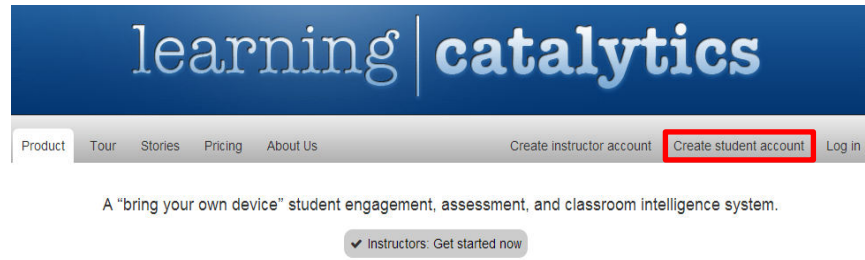 learning | catalytics
Product Tour Stories Pricing About Us Create instructor account Create student account Log in
A “bring your own device” student engagement, assessment, and classroom intelligence system.
✔ Instructors: Get started now